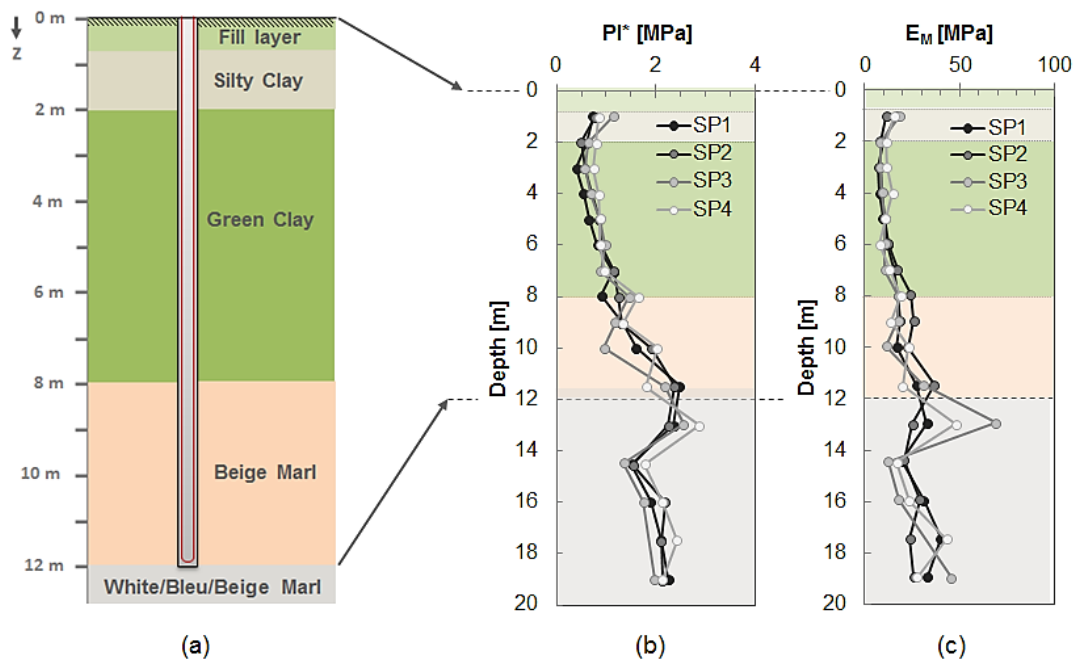 0 m
z
Fill layer
Silty Clay
2 m
4 m
Green Clay
6 m
8 m
Beige Marl
10 m
12 m
White/Bleu/Beige Marl
(a)
Pl* [MPa]
0 2 4
0
2
4
6
8
10
12
14
16
18
20
Depth [m]
SP1
SP2
SP3
SP4
(b)
EM [MPa]
0 50 100
0
2
4
6
8
10
12
14
16
18
20
Depth [m]
SP1
SP2
SP3
SP4
(c)